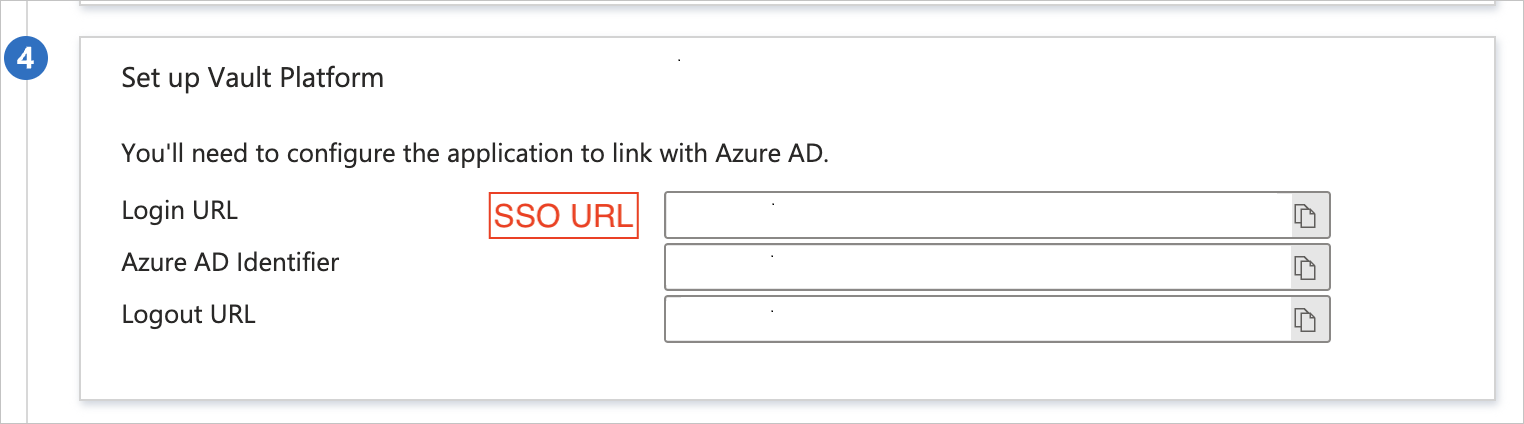 4
Set up Vault Platform
You'll need to configure the application to link with Azure AD.
Login URL SSO URL
Azure AD Identifier
Logout URL